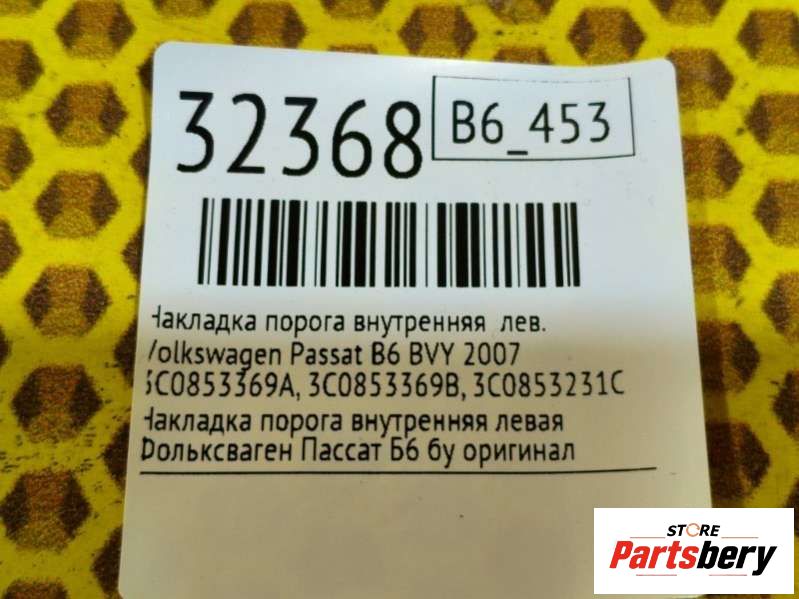 32368
B6_453
Накладка порога внутренняя лев.
Volkswagen Passat B6 BVY 2007
3C0853369A, 3C0853369B, 3C0853231C
Накладка порога внутренняя левая
Фольксваген Пассат Б6 бу оригинал
STORE
Partsbery